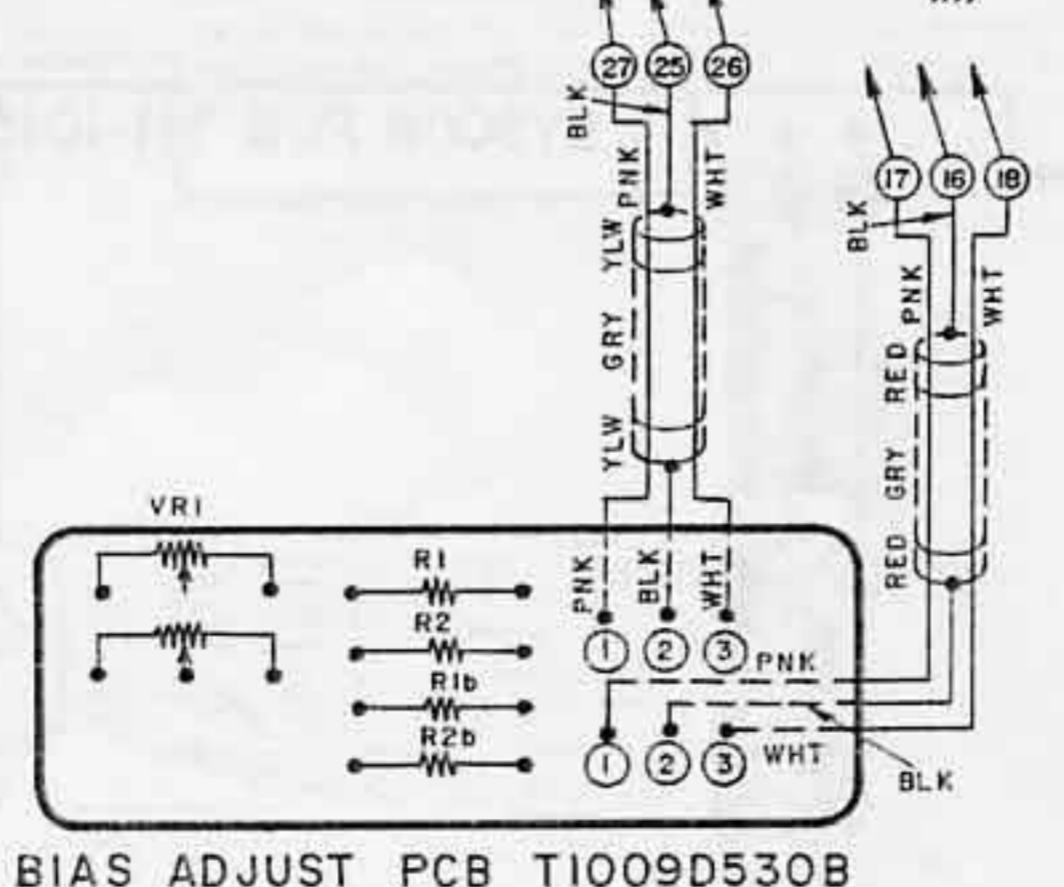 27 25 26
BLK
PNK
WHT
YLW
GRY
YLW
17 16 18
BLK
PNK
WHT
RED
GRY
RED
VR1
R1
R2
R1b
R2b
PNK
BLK
WHT
1 2 3
PNK
1 2 3
WHT
BLK
BIAS ADJUST PCB T1009D530B